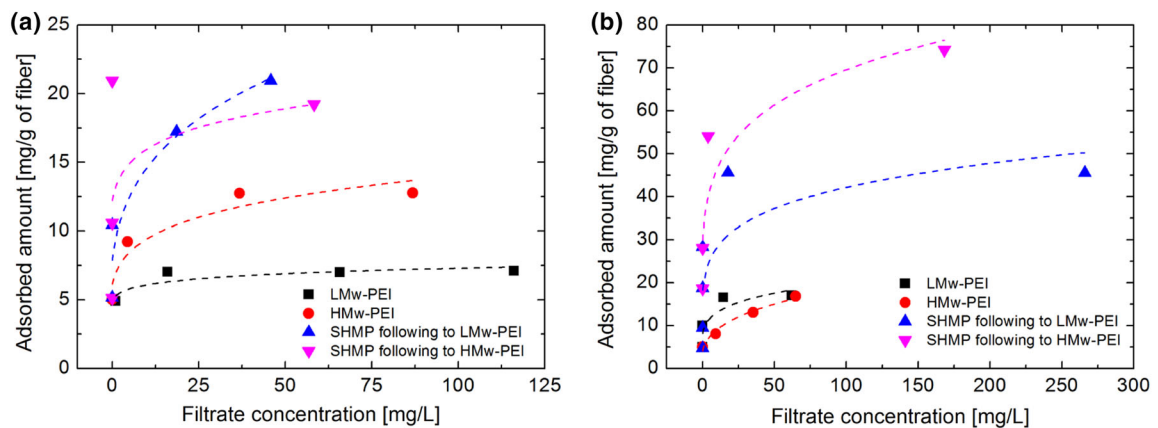 (a)
Adsorbed amount [mg/g of fiber]
25
20
15
10
5
0
LMw-PEI
HMw-PEI
SHMP following to LMw-PEI
SHMP following to HMw-PEI
0 25 50 75 100 125
Filtrate concentration [mg/L]
(b)
Adsorbed amount [mg/g of fiber]
80
70
60
50
40
30
20
10
0
LMw-PEI
HMw-PEI
SHMP following to LMw-PEI
SHMP following to HMw-PEI
0 50 100 150 200 250 300
Filtrate concentration [mg/L]